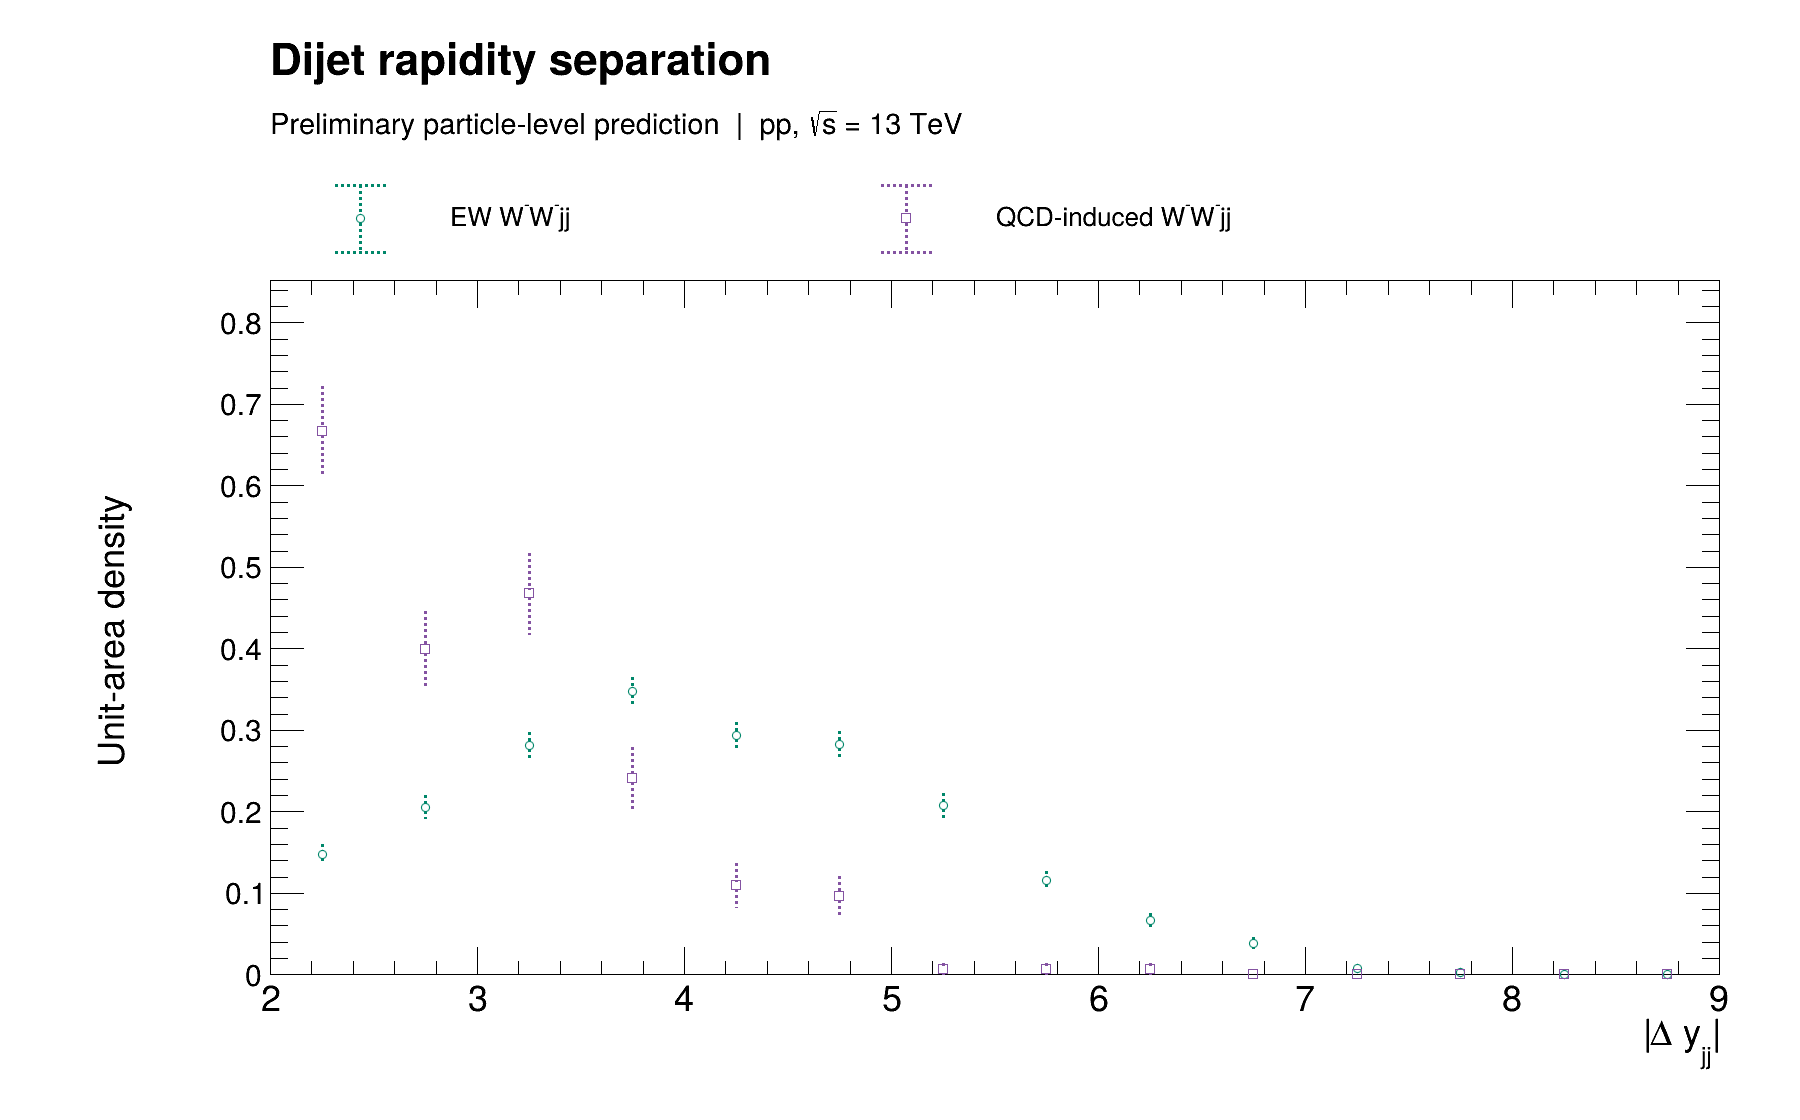 Dijet rapidity separation
Preliminary particle-level prediction | pp, √s = 13 TeV
EW W⁻W⁻jj
QCD-induced W⁻W⁻jj
0.8
0.7
0.6
0.5
0.4
0.3
0.2
0.1
0
Unit-area density
2 3 4 5 6 7 8 9
|Δ y_jj|